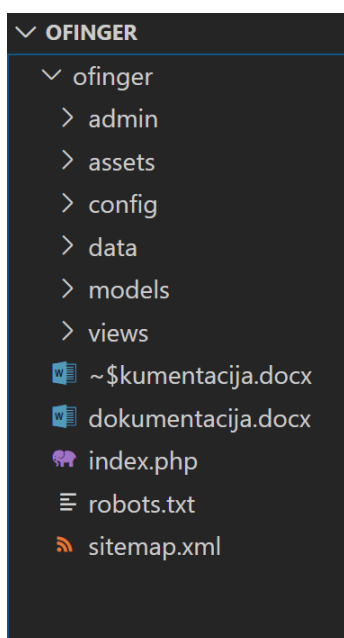 OFINGER
ofinger
admin
assets
config
data
models
views
~$kumentacija.docx
dokumentacija.docx
index.php
robots.txt
sitemap.xml